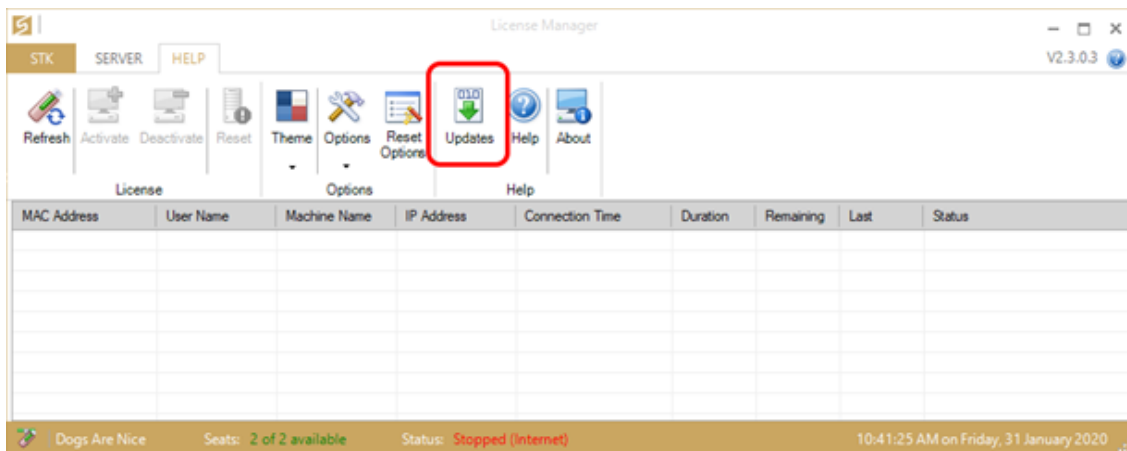 License Manager
STK SERVER HELP V2.3.0.3
010
Refresh Activate Deactivate Reset Theme Options Reset Options Updates Help About
License Options Help
MAC Address User Name Machine Name IP Address Connection Time Duration Remaining Last Status
Dogs Are Nice Seats: 2 of 2 available Status: Stopped (Internet) 10:41:25 AM on Friday, 31 January 2020